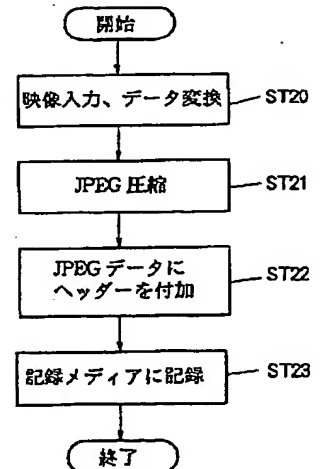 開始
映像入力、データ変換 ST20
JPEG 圧縮 ST21
JPEG データに
ヘッダーを付加 ST22
記録メディアに記録 ST23
終了